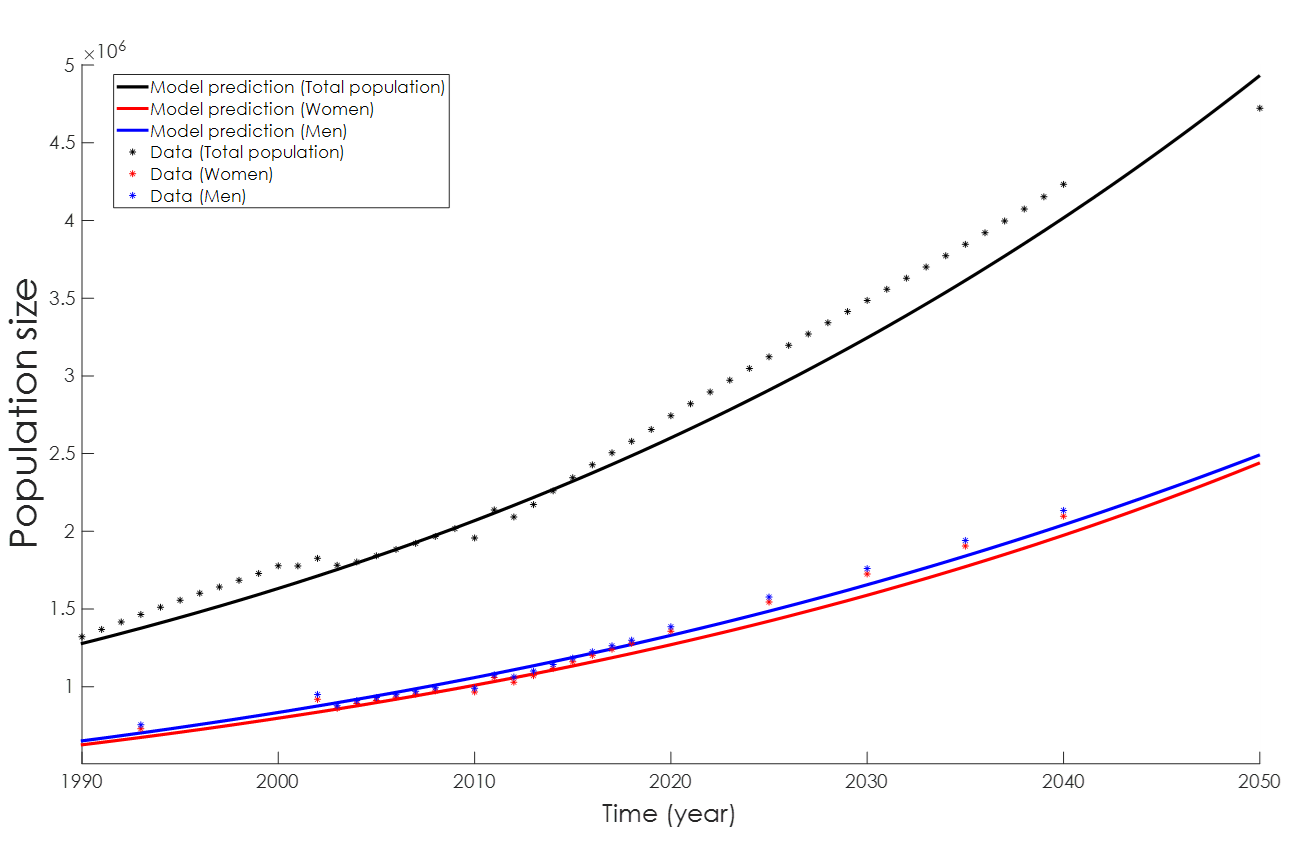 ×10⁶
5
4.5
4
3.5
3
2.5
2
1.5
1
Population size
Model prediction (Total population)
Model prediction (Women)
Model prediction (Men)
Data (Total population)
Data (Women)
Data (Men)
1990 2000 2010 2020 2030 2040 2050
Time (year)